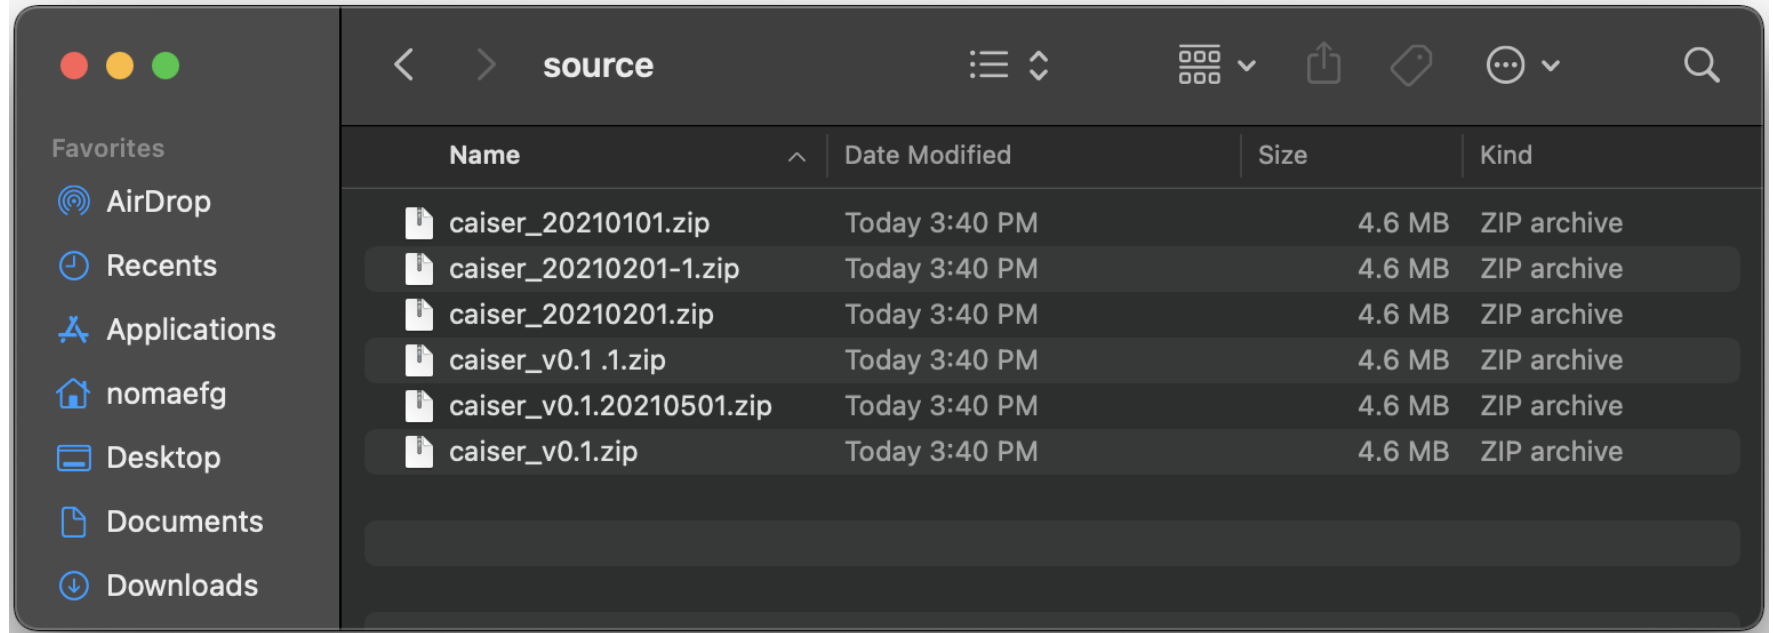 source
Favorites
AirDrop
Recents
Applications
nomaefg
Desktop
Documents
Downloads
Name Date Modified Size Kind
caiser_20210101.zip Today 3:40 PM 4.6 MB ZIP archive
caiser_20210201-1.zip Today 3:40 PM 4.6 MB ZIP archive
caiser_20210201.zip Today 3:40 PM 4.6 MB ZIP archive
caiser_v0.1 .1.zip Today 3:40 PM 4.6 MB ZIP archive
caiser_v0.1.20210501.zip Today 3:40 PM 4.6 MB ZIP archive
caiser_v0.1.zip Today 3:40 PM 4.6 MB ZIP archive